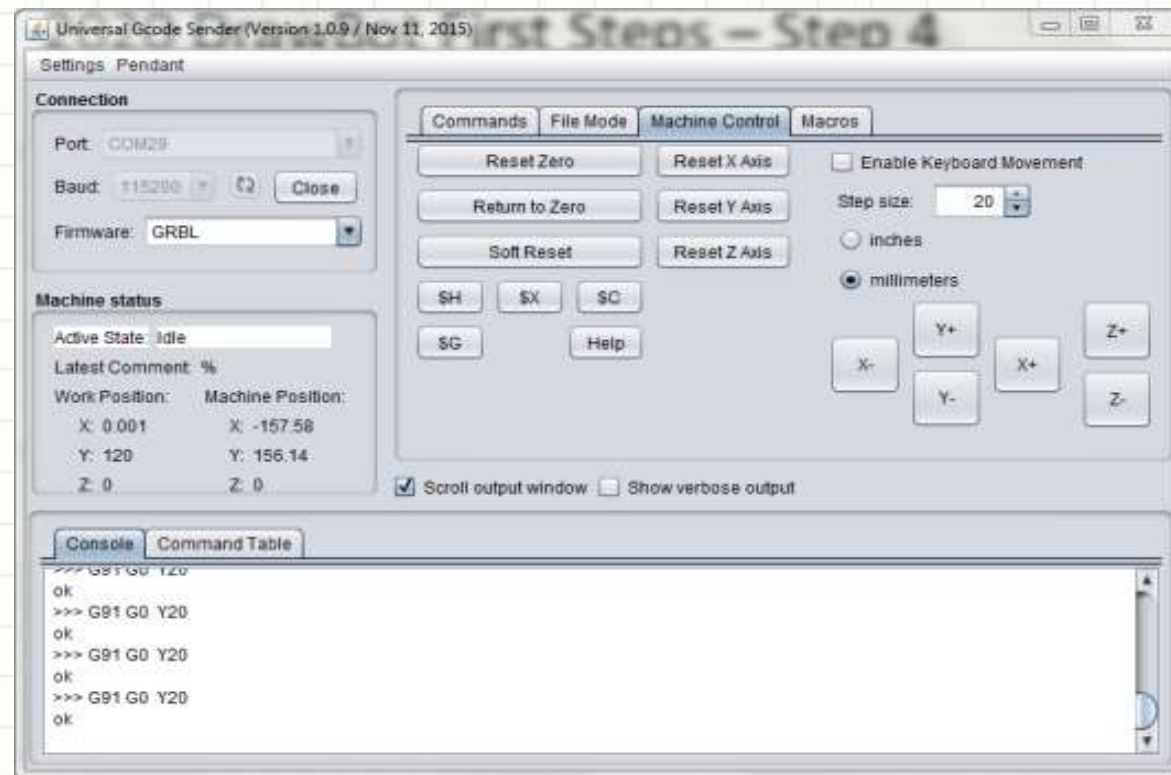 Universal Gcode Sender (Version 1.0.9 / Nov 11, 2015)
First Steps – Step 4
Settings Pendant
Connection
Port: COM29
Baud: 115200 Close
Firmware: GRBL
Machine status
Active State: Idle
Latest Comment: %
Work Position: Machine Position:
X: 0.001 X: -157.58
Y: 120 Y: 156.14
Z: 0 Z: 0
Commands File Mode Machine Control Macros
Reset Zero Reset X Axis
Return to Zero Reset Y Axis
Soft Reset Reset Z Axis
$H $X $C
$G Help
Enable Keyboard Movement
Step size: 20
inches
millimeters
Y+ Z+
X- X+
Y- Z-
Scroll output window Show verbose output
Console Command Table
>>> G91 G0 Y20
ok
>>> G91 G0 Y20
ok
>>> G91 G0 Y20
ok
>>> G91 G0 Y20
ok